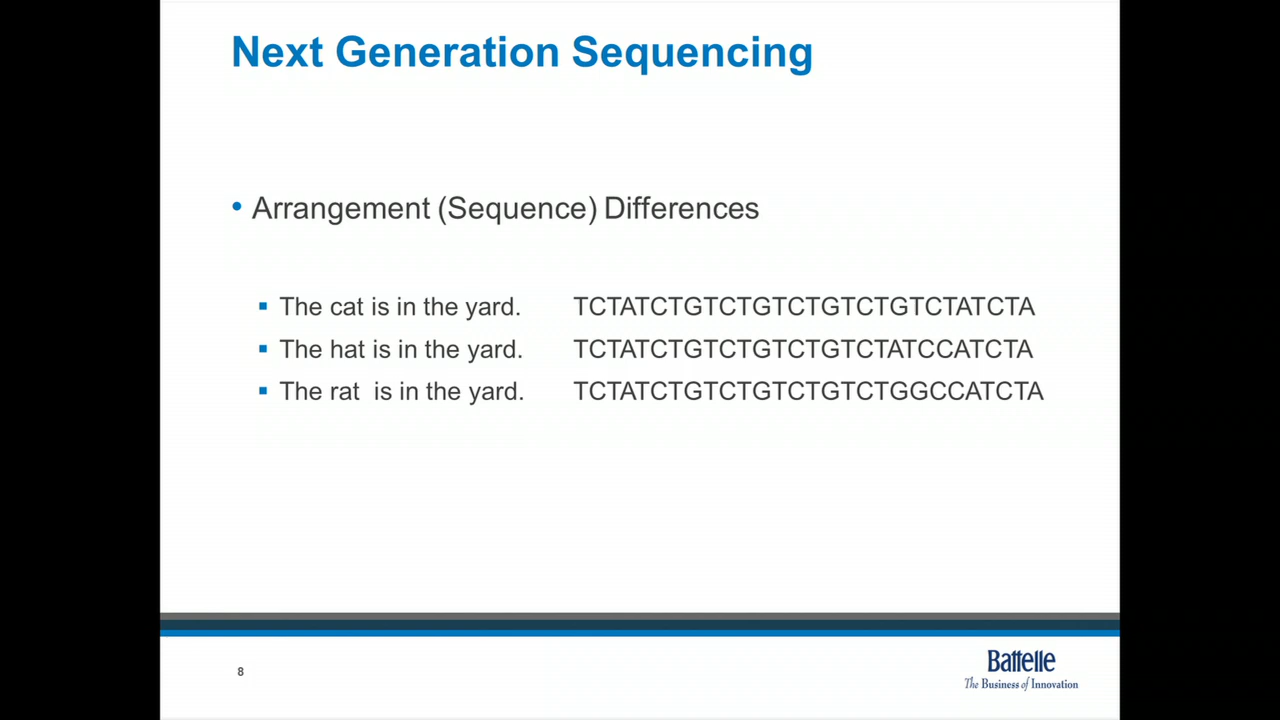 Next Generation Sequencing
• Arrangement (Sequence) Differences
▪ The cat is in the yard. TCTATCTGTCTGTCTGTCTGTCTATCTA
▪ The hat is in the yard. TCTATCTGTCTGTCTGTCTATCCATCTA
▪ The rat  is in the yard. TCTATCTGTCTGTCTGTCTGGCCATCTA
8
Battelle
The Business of Innovation